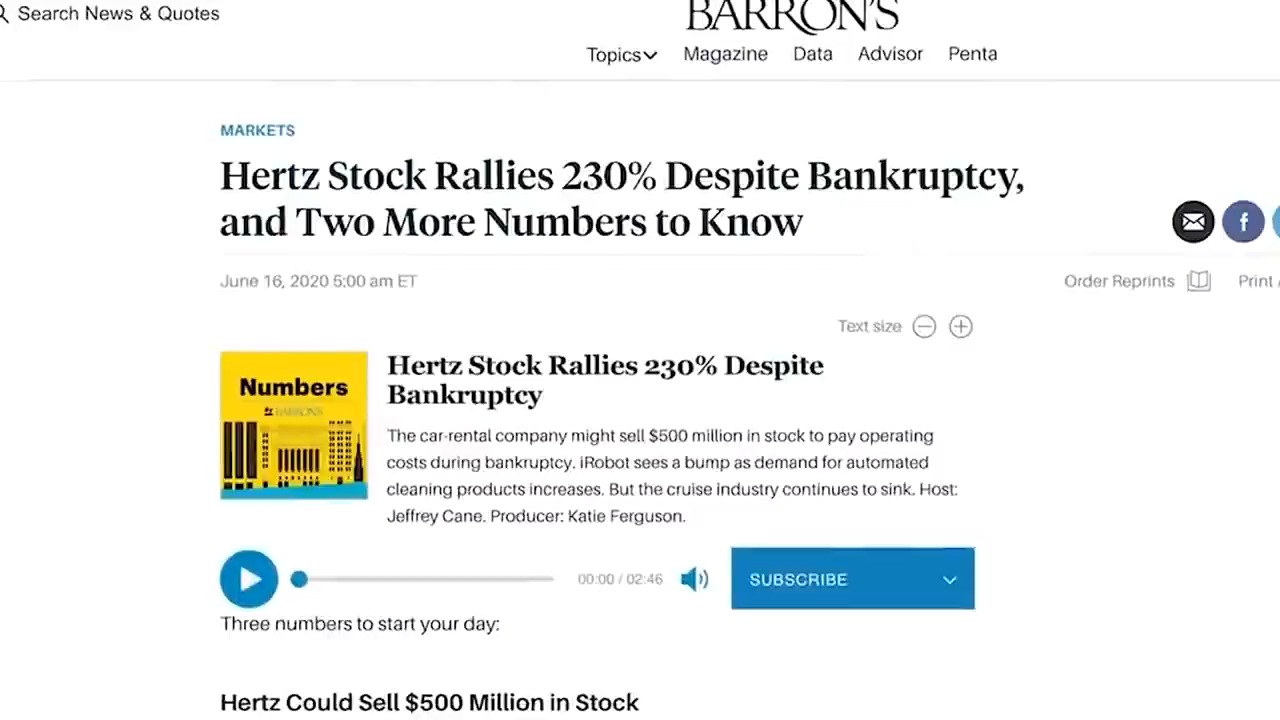 Search News & Quotes
BARRON'S
Topics Magazine Data Advisor Penta
MARKETS
Hertz Stock Rallies 230% Despite Bankruptcy,
and Two More Numbers to Know
f
June 16, 2020 5:00 am ET
Order Reprints Print
Text size
Numbers
BARRON'S
Hertz Stock Rallies 230% Despite
Bankruptcy
The car-rental company might sell $500 million in stock to pay operating
costs during bankruptcy. iRobot sees a bump as demand for automated
cleaning products increases. But the cruise industry continues to sink. Host:
Jeffrey Cane. Producer: Katie Ferguson.
00:00 / 02:46
SUBSCRIBE
Three numbers to start your day:
Hertz Could Sell $500 Million in Stock